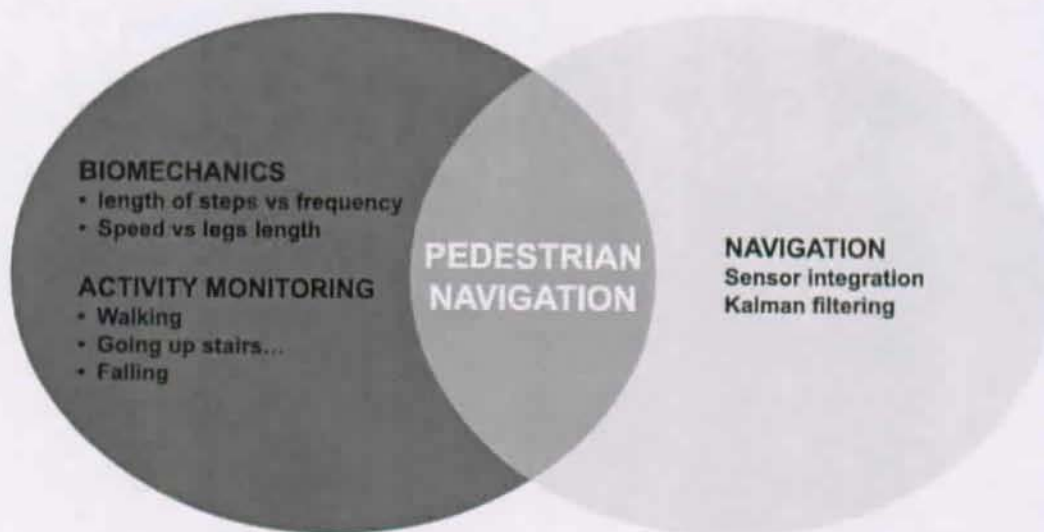 BIOMECHANICS
• length of steps vs frequency
• Speed vs legs length
ACTIVITY MONITORING
• Walking
• Going up stairs...
• Falling
PEDESTRIAN
NAVIGATION
NAVIGATION
Sensor integration
Kalman filtering